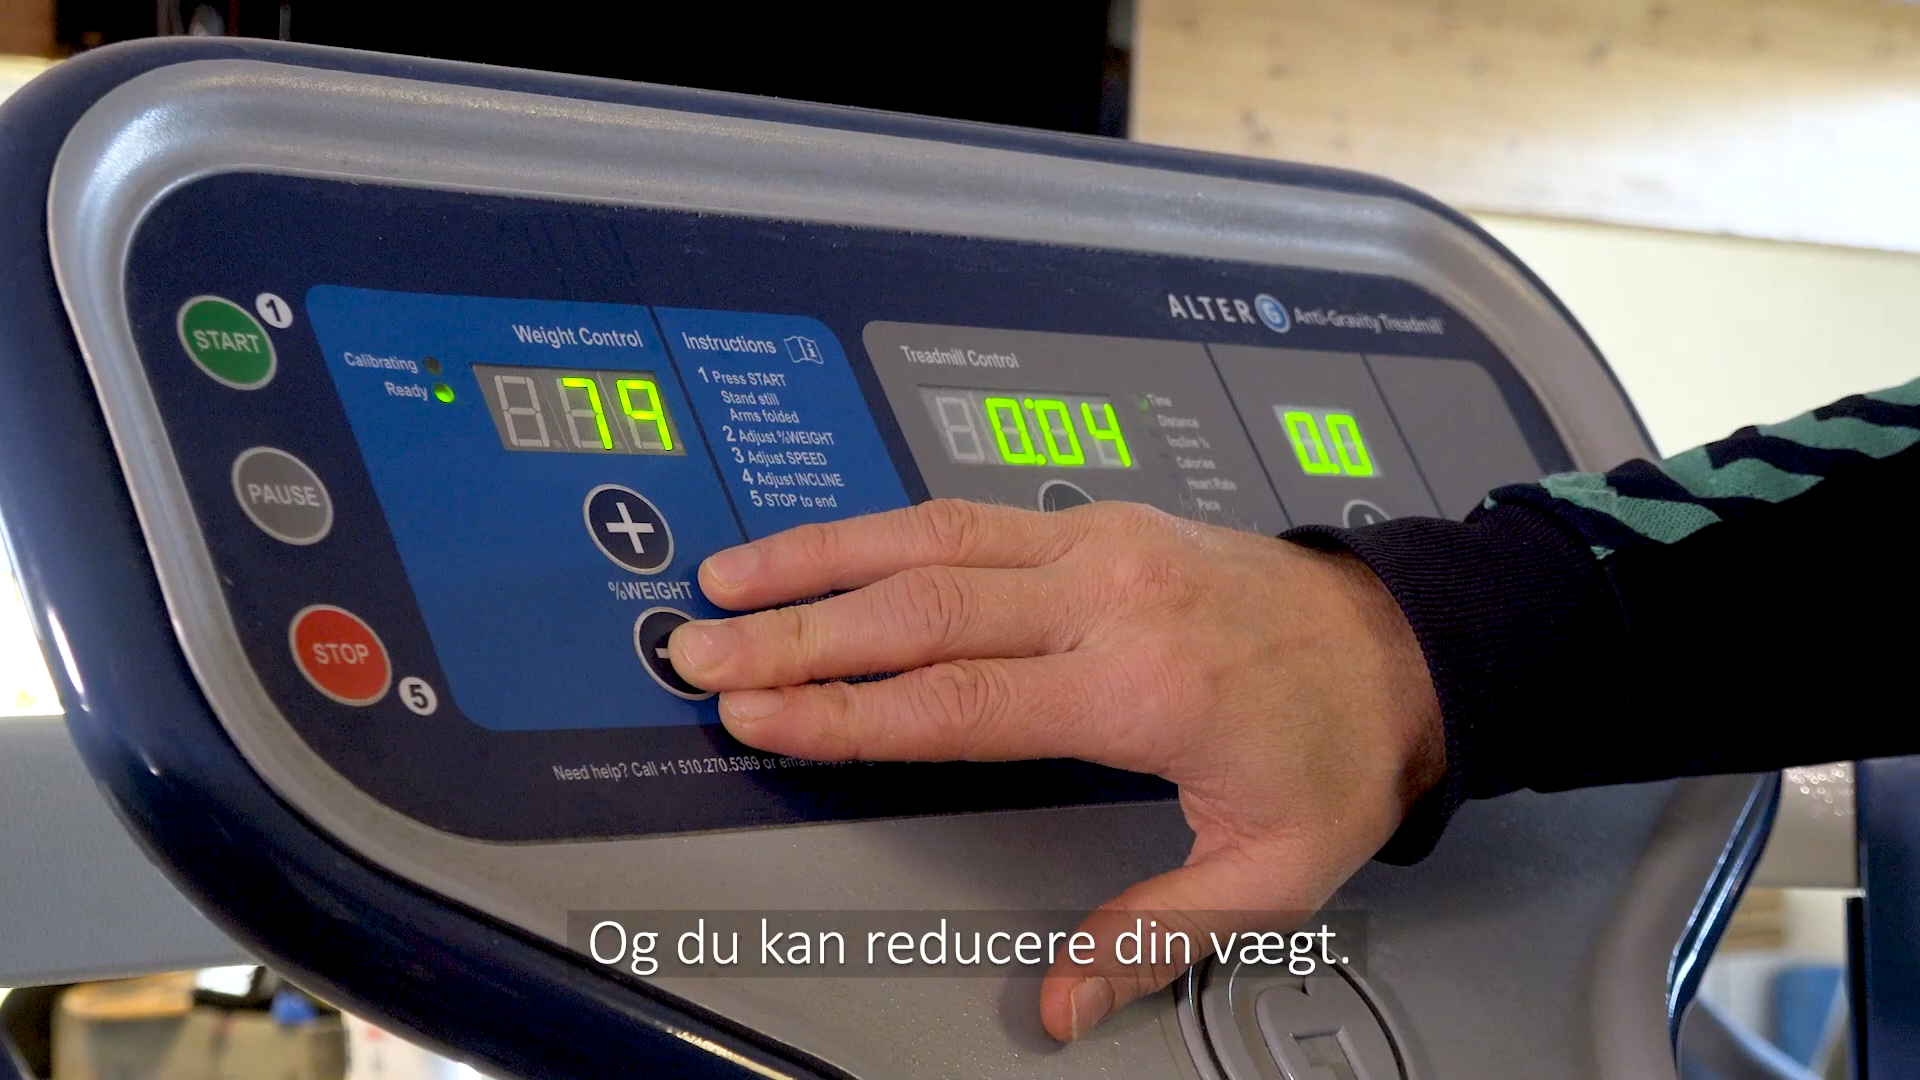 START
1
Weight Control
Calibrating
Ready
79
Instructions
1 Press START
Stand still
Arms folded
2 Adjust %WEIGHT
3 Adjust SPEED
4 Adjust INCLINE
5 STOP to end
ALTER G Anti-Gravity Treadmill
Treadmill Control
0:04
Time
Distance
Incline %
Calories
Heart Rate
Pace
0.0
PAUSE
%WEIGHT
STOP
5
Need help? Call +1 510.270.5369 or email
Og du kan reducere din vægt.